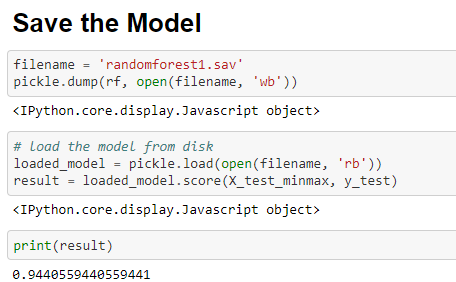 Save the Model
filename = 'randomforest1.sav'
pickle.dump(rf, open(filename, 'wb'))
<IPython.core.display.Javascript object>
# load the model from disk
loaded_model = pickle.load(open(filename, 'rb'))
result = loaded_model.score(X_test_minmax, y_test)
<IPython.core.display.Javascript object>
print(result)
0.9440559440559441